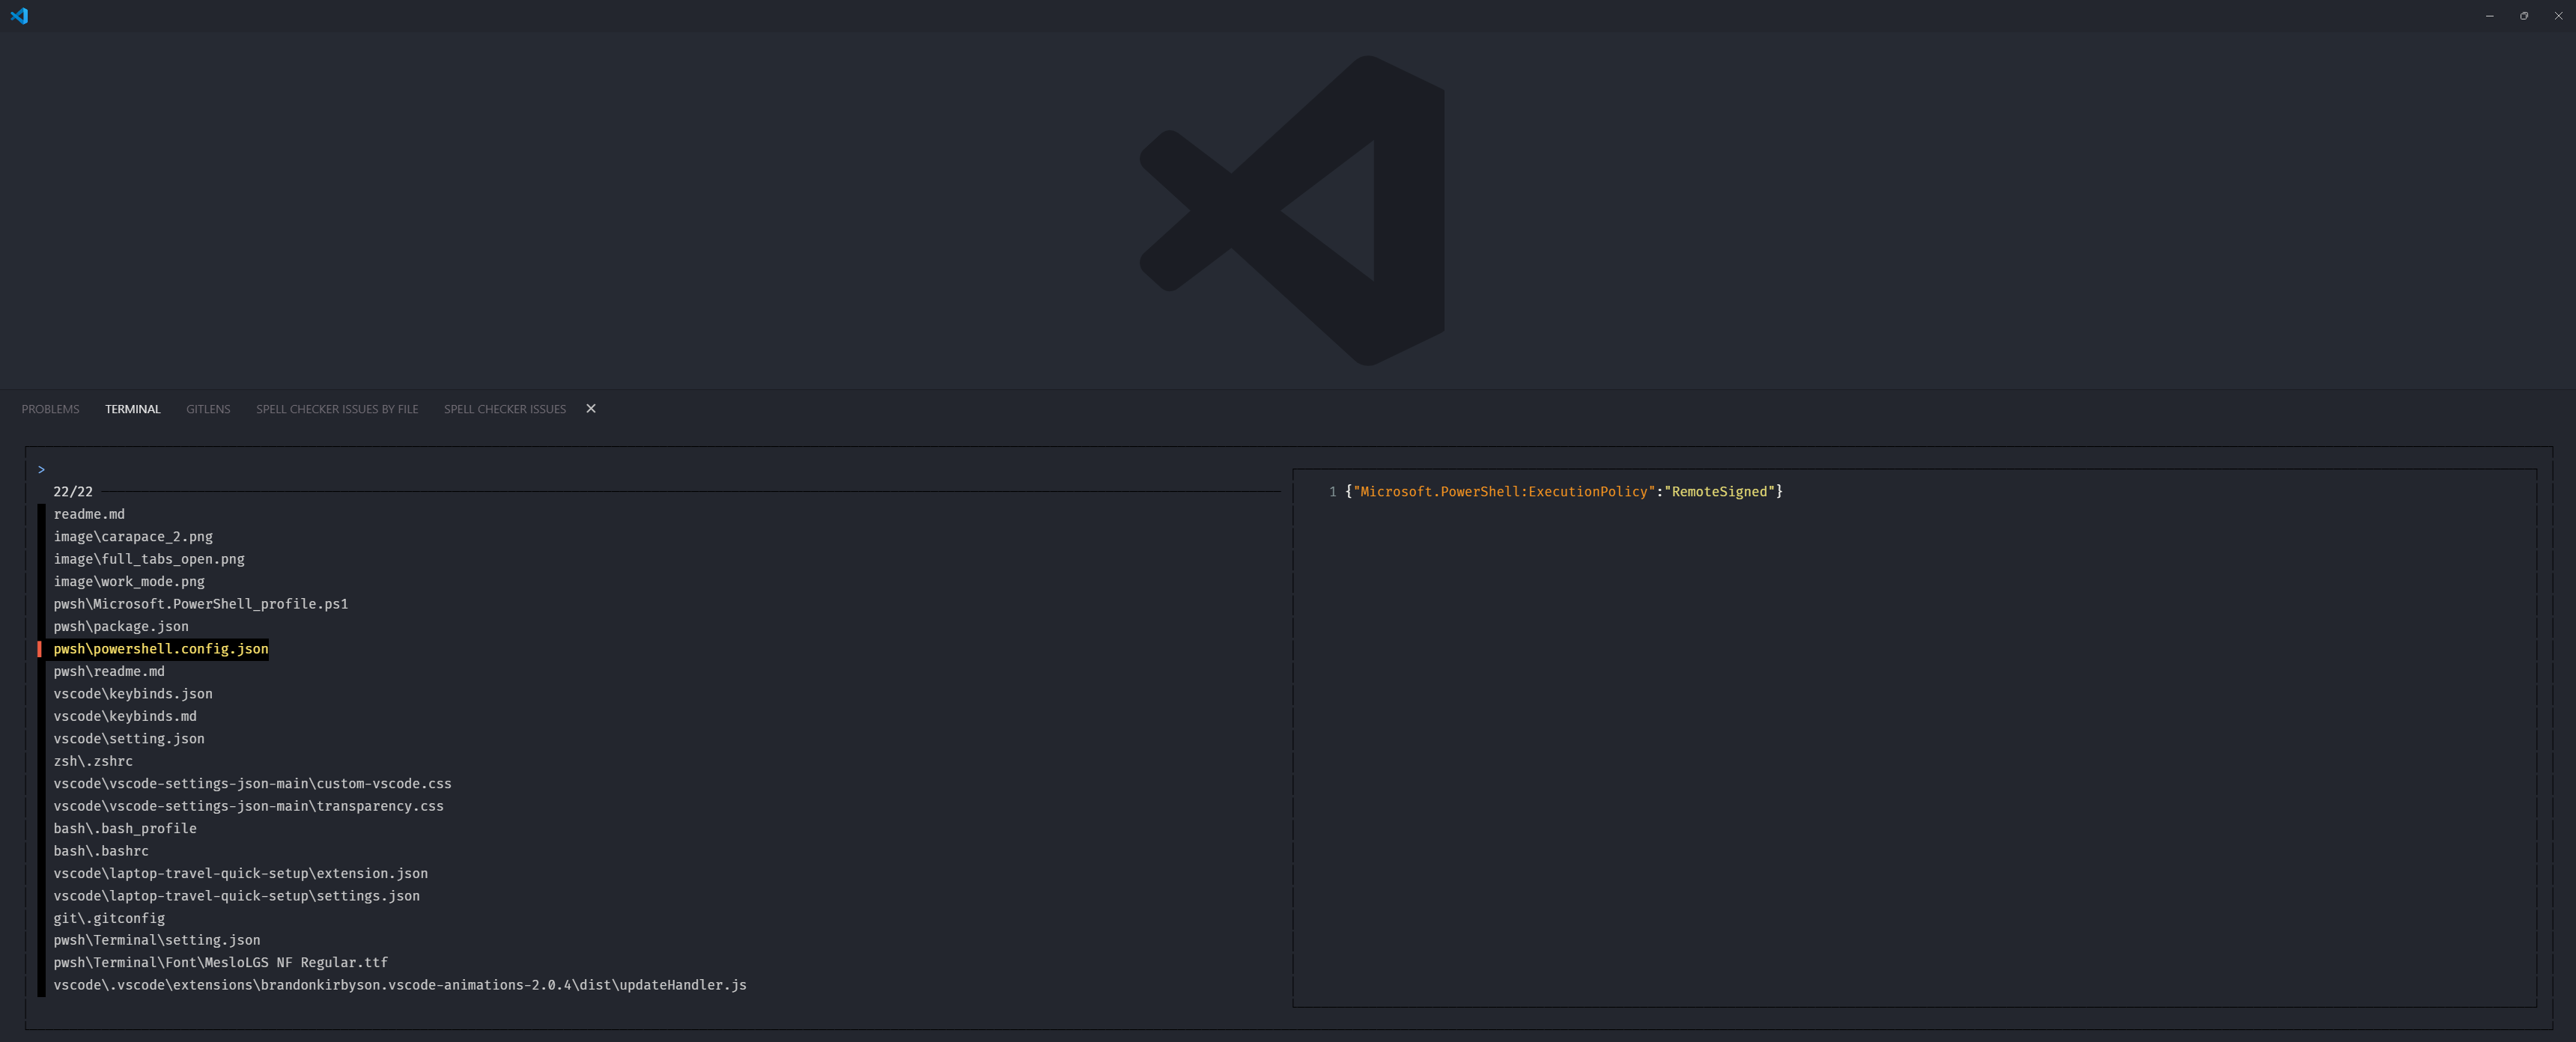 PROBLEMS TERMINAL GITLENS SPELL CHECKER ISSUES BY FILE SPELL CHECKER ISSUES
>
22/22
readme.md
image\carapace_2.png
image\full_tabs_open.png
image\work_mode.png
pwsh\Microsoft.PowerShell_profile.ps1
pwsh\package.json
pwsh\powershell.config.json
pwsh\readme.md
vscode\keybinds.json
vscode\keybinds.md
vscode\setting.json
zsh\.zshrc
vscode\vscode-settings-json-main\custom-vscode.css
vscode\vscode-settings-json-main\transparency.css
bash\.bash_profile
bash\.bashrc
vscode\laptop-travel-quick-setup\extension.json
vscode\laptop-travel-quick-setup\settings.json
git\.gitconfig
pwsh\Terminal\setting.json
pwsh\Terminal\Font\MesloLGS NF Regular.ttf
vscode\.vscode\extensions\brandonkirbyson.vscode-animations-2.0.4\dist\updateHandler.js
1 {"Microsoft.PowerShell:ExecutionPolicy":"RemoteSigned"}